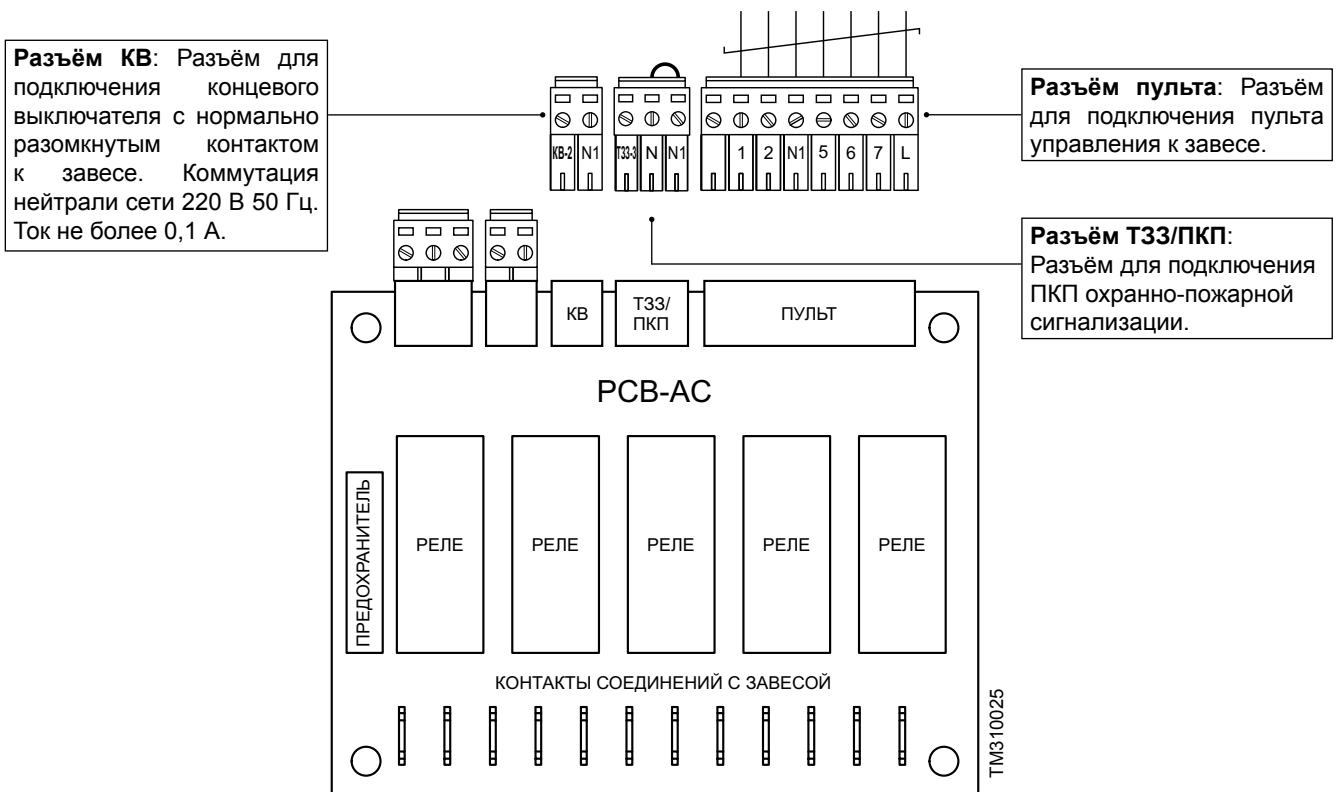 Разъём КВ: Разъём для
подключения концевого
выключателя с нормально
разомкнутым контактом
к завесе. Коммутация
нейтрали сети 220 В 50 Гц.
Ток не более 0,1 А.
КВ-2 N1
ТЗЗ-3 N N1
1 2 N1 5 6 7 L
Разъём пульта: Разъём
для подключения пульта
управления к завесе.
Разъём ТЗЗ/ПКП:
Разъём для подключения
ПКП охранно-пожарной
сигнализации.
КВ
ТЗЗ/
ПКП
ПУЛЬТ
PCB-AC
ПРЕДОХРАНИТЕЛЬ
РЕЛЕ РЕЛЕ РЕЛЕ РЕЛЕ РЕЛЕ
КОНТАКТЫ СОЕДИНЕНИЙ С ЗАВЕСОЙ
TM310025